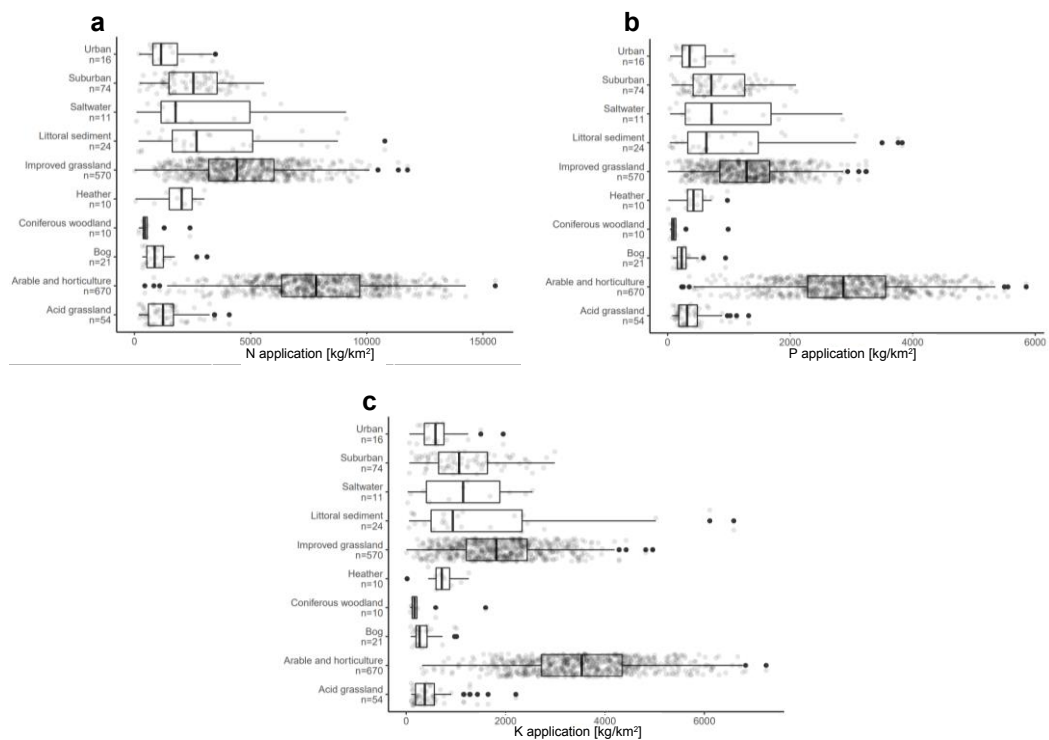 a
Urban
n=16
Suburban
n=74
Saltwater
n=11
Littoral sediment
n=24
Improved grassland
n=570
Heather
n=10
Coniferous woodland
n=10
Bog
n=21
Arable and horticulture
n=670
Acid grassland
n=54
0
5000
10000
15000
N application [kg/km²]
b
Urban
n=16
Suburban
n=74
Saltwater
n=11
Littoral sediment
n=24
Improved grassland
n=570
Heather
n=10
Coniferous woodland
n=10
Bog
n=21
Arable and horticulture
n=670
Acid grassland
n=54
0
2000
4000
6000
P application [kg/km²]
c
Urban
n=16
Suburban
n=74
Saltwater
n=11
Littoral sediment
n=24
Improved grassland
n=570
Heather
n=10
Coniferous woodland
n=10
Bog
n=21
Arable and horticulture
n=670
Acid grassland
n=54
0
2000
4000
6000
K application [kg/km²]